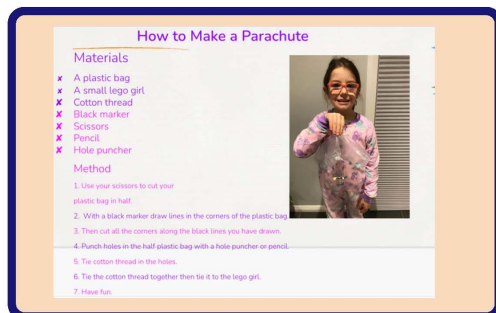 How to Make a Parachute
Materials
✘ A plastic bag
✘ A small lego girl
✘ Cotton thread
✘ Black marker
✘ Scissors
✘ Pencil
✘ Hole puncher
Method
1. Use your scissors to cut your
plastic bag in half
2. With a black marker draw lines in the corners of the plastic bag.
3. Then cut all the corners along the black lines you have drawn.
4. Punch holes in the half plastic bag with a hole puncher or pencil.
5. Tie cotton thread in the holes.
6. Tie the cotton thread together then tie it to the lego girl.
7. Have fun.